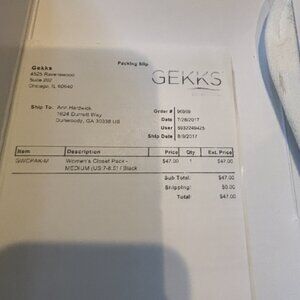 Packing Slip
Gekks
4525 Ravenswood
Suite 202
Chicago, IL 60640
GEKKS
Ship To: Ann Hardwick
1624 Durrett Way
Dunwoody, GA 30338 US
Order #
Date 7/28/2017
User 5932249425
Ship Date 8/9/2017
Item Description Price Qty Ext. Price
GWCPAK-M Women's Closet Pack - $47.00 1 $47.00
MEDIUM (US 7-8.5) / Black
Sub Total: $47.00
Shipping: $0.00
Total: $47.00